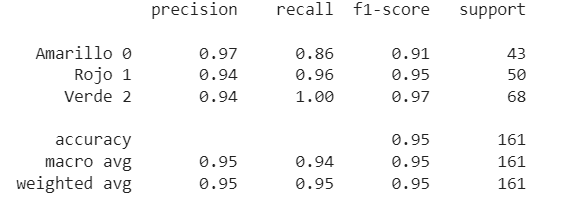 precision recall f1-score support
Amarillo 0 0.97 0.86 0.91 43
Rojo 1 0.94 0.96 0.95 50
Verde 2 0.94 1.00 0.97 68
accuracy 0.95 161
macro avg 0.95 0.94 0.95 161
weighted avg 0.95 0.95 0.95 161